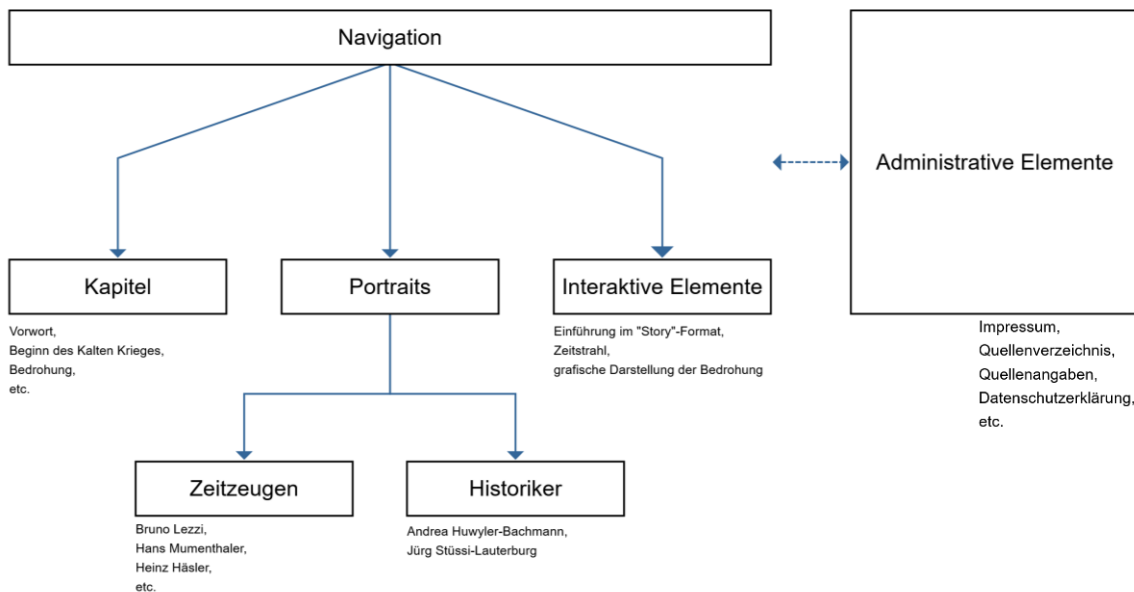 Navigation
Administrative Elemente
Kapitel
Vorwort,
Beginn des Kalten Krieges,
Bedrohung,
etc.
Portraits
Interaktive Elemente
Einführung im "Story"-Format,
Zeitstrahl,
grafische Darstellung der Bedrohung
Impressum,
Quellenverzeichnis,
Quellenangaben,
Datenschutzerklärung,
etc.
Zeitzeugen
Bruno Lezzi,
Hans Mumenthaler,
Heinz Häsler,
etc.
Historiker
Andrea Huwyler-Bachmann,
Jürg Stüssi-Lauterburg